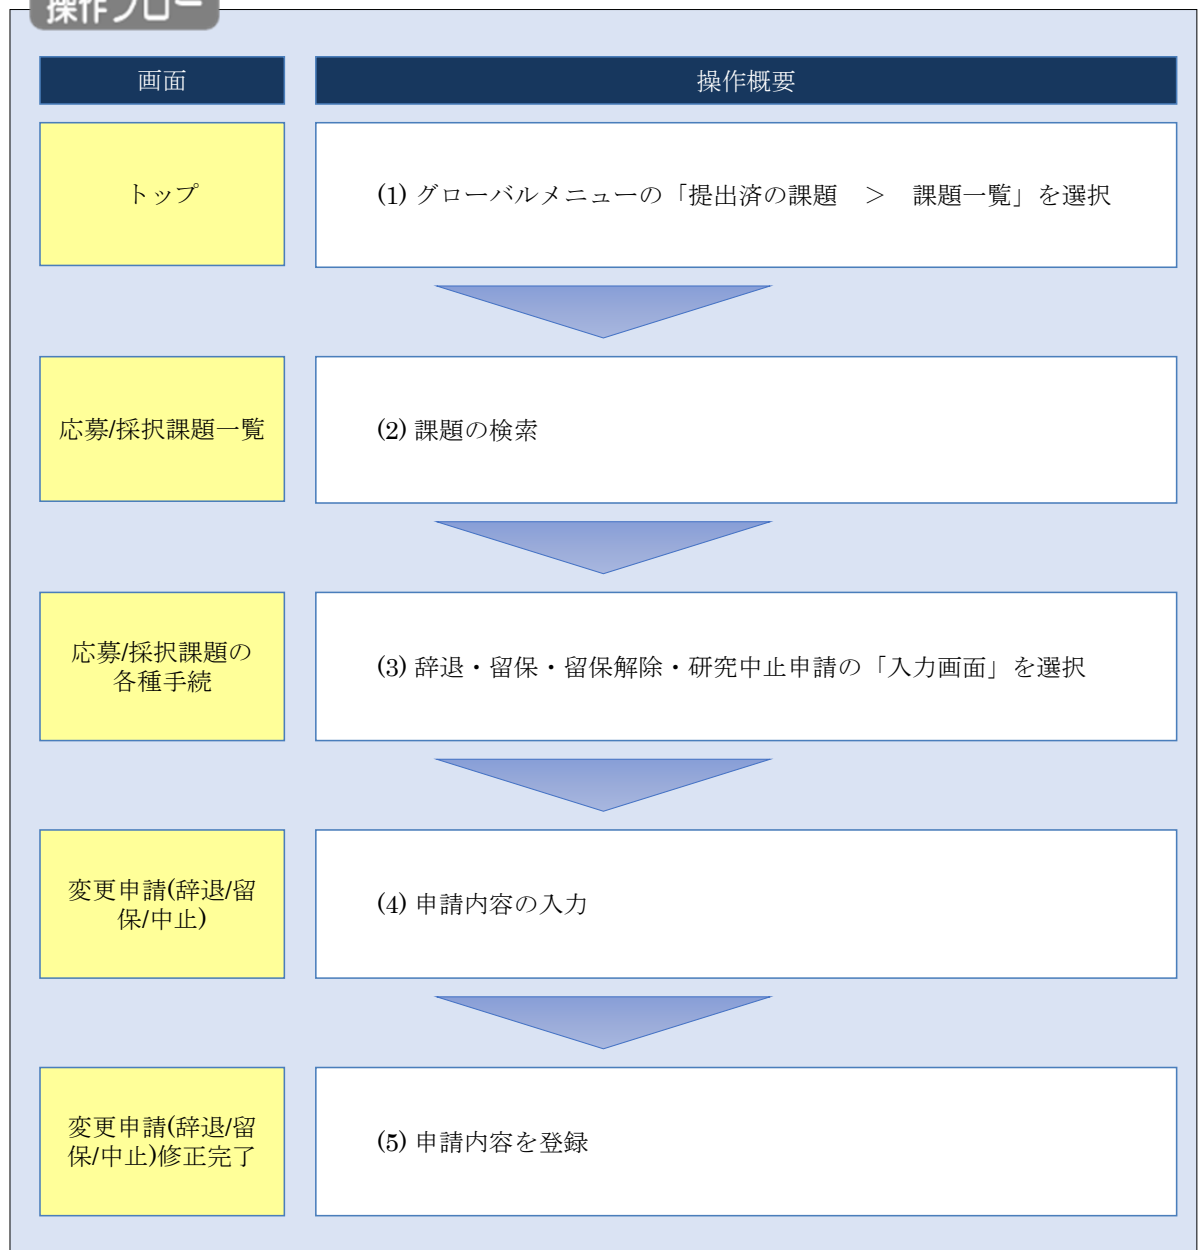 操作フロー
画面
操作概要
トップ
(1) グローバルメニューの「提出済の課題　＞　課題一覧」を選択
応募/採択課題一覧
(2) 課題の検索
応募/採択課題の
各種手続
(3) 辞退・留保・留保解除・研究中止申請の「入力画面」を選択
変更申請(辞退/留
保/中止)
(4) 申請内容の入力
変更申請(辞退/留
保/中止)修正完了
(5) 申請内容を登録